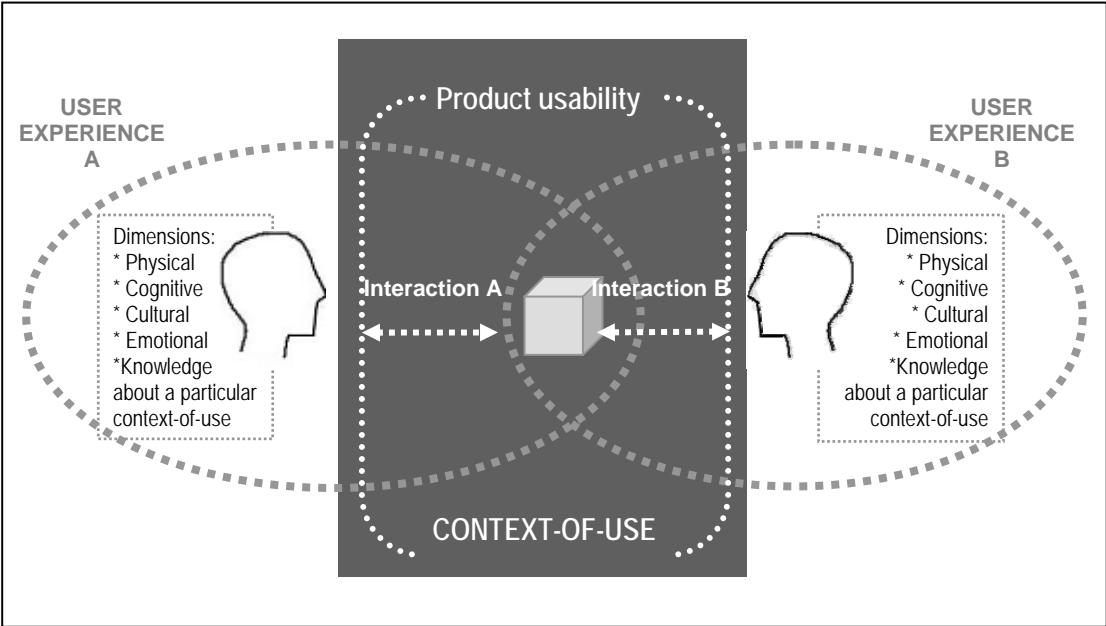 USER
EXPERIENCE
A
Dimensions:
* Physical
* Cognitive
* Cultural
* Emotional
*Knowledge
about a particular
context-of-use
Product usability
Interaction A
Interaction B
CONTEXT-OF-USE
USER
EXPERIENCE
B
Dimensions:
* Physical
* Cognitive
* Cultural
* Emotional
*Knowledge
about a particular
context-of-use